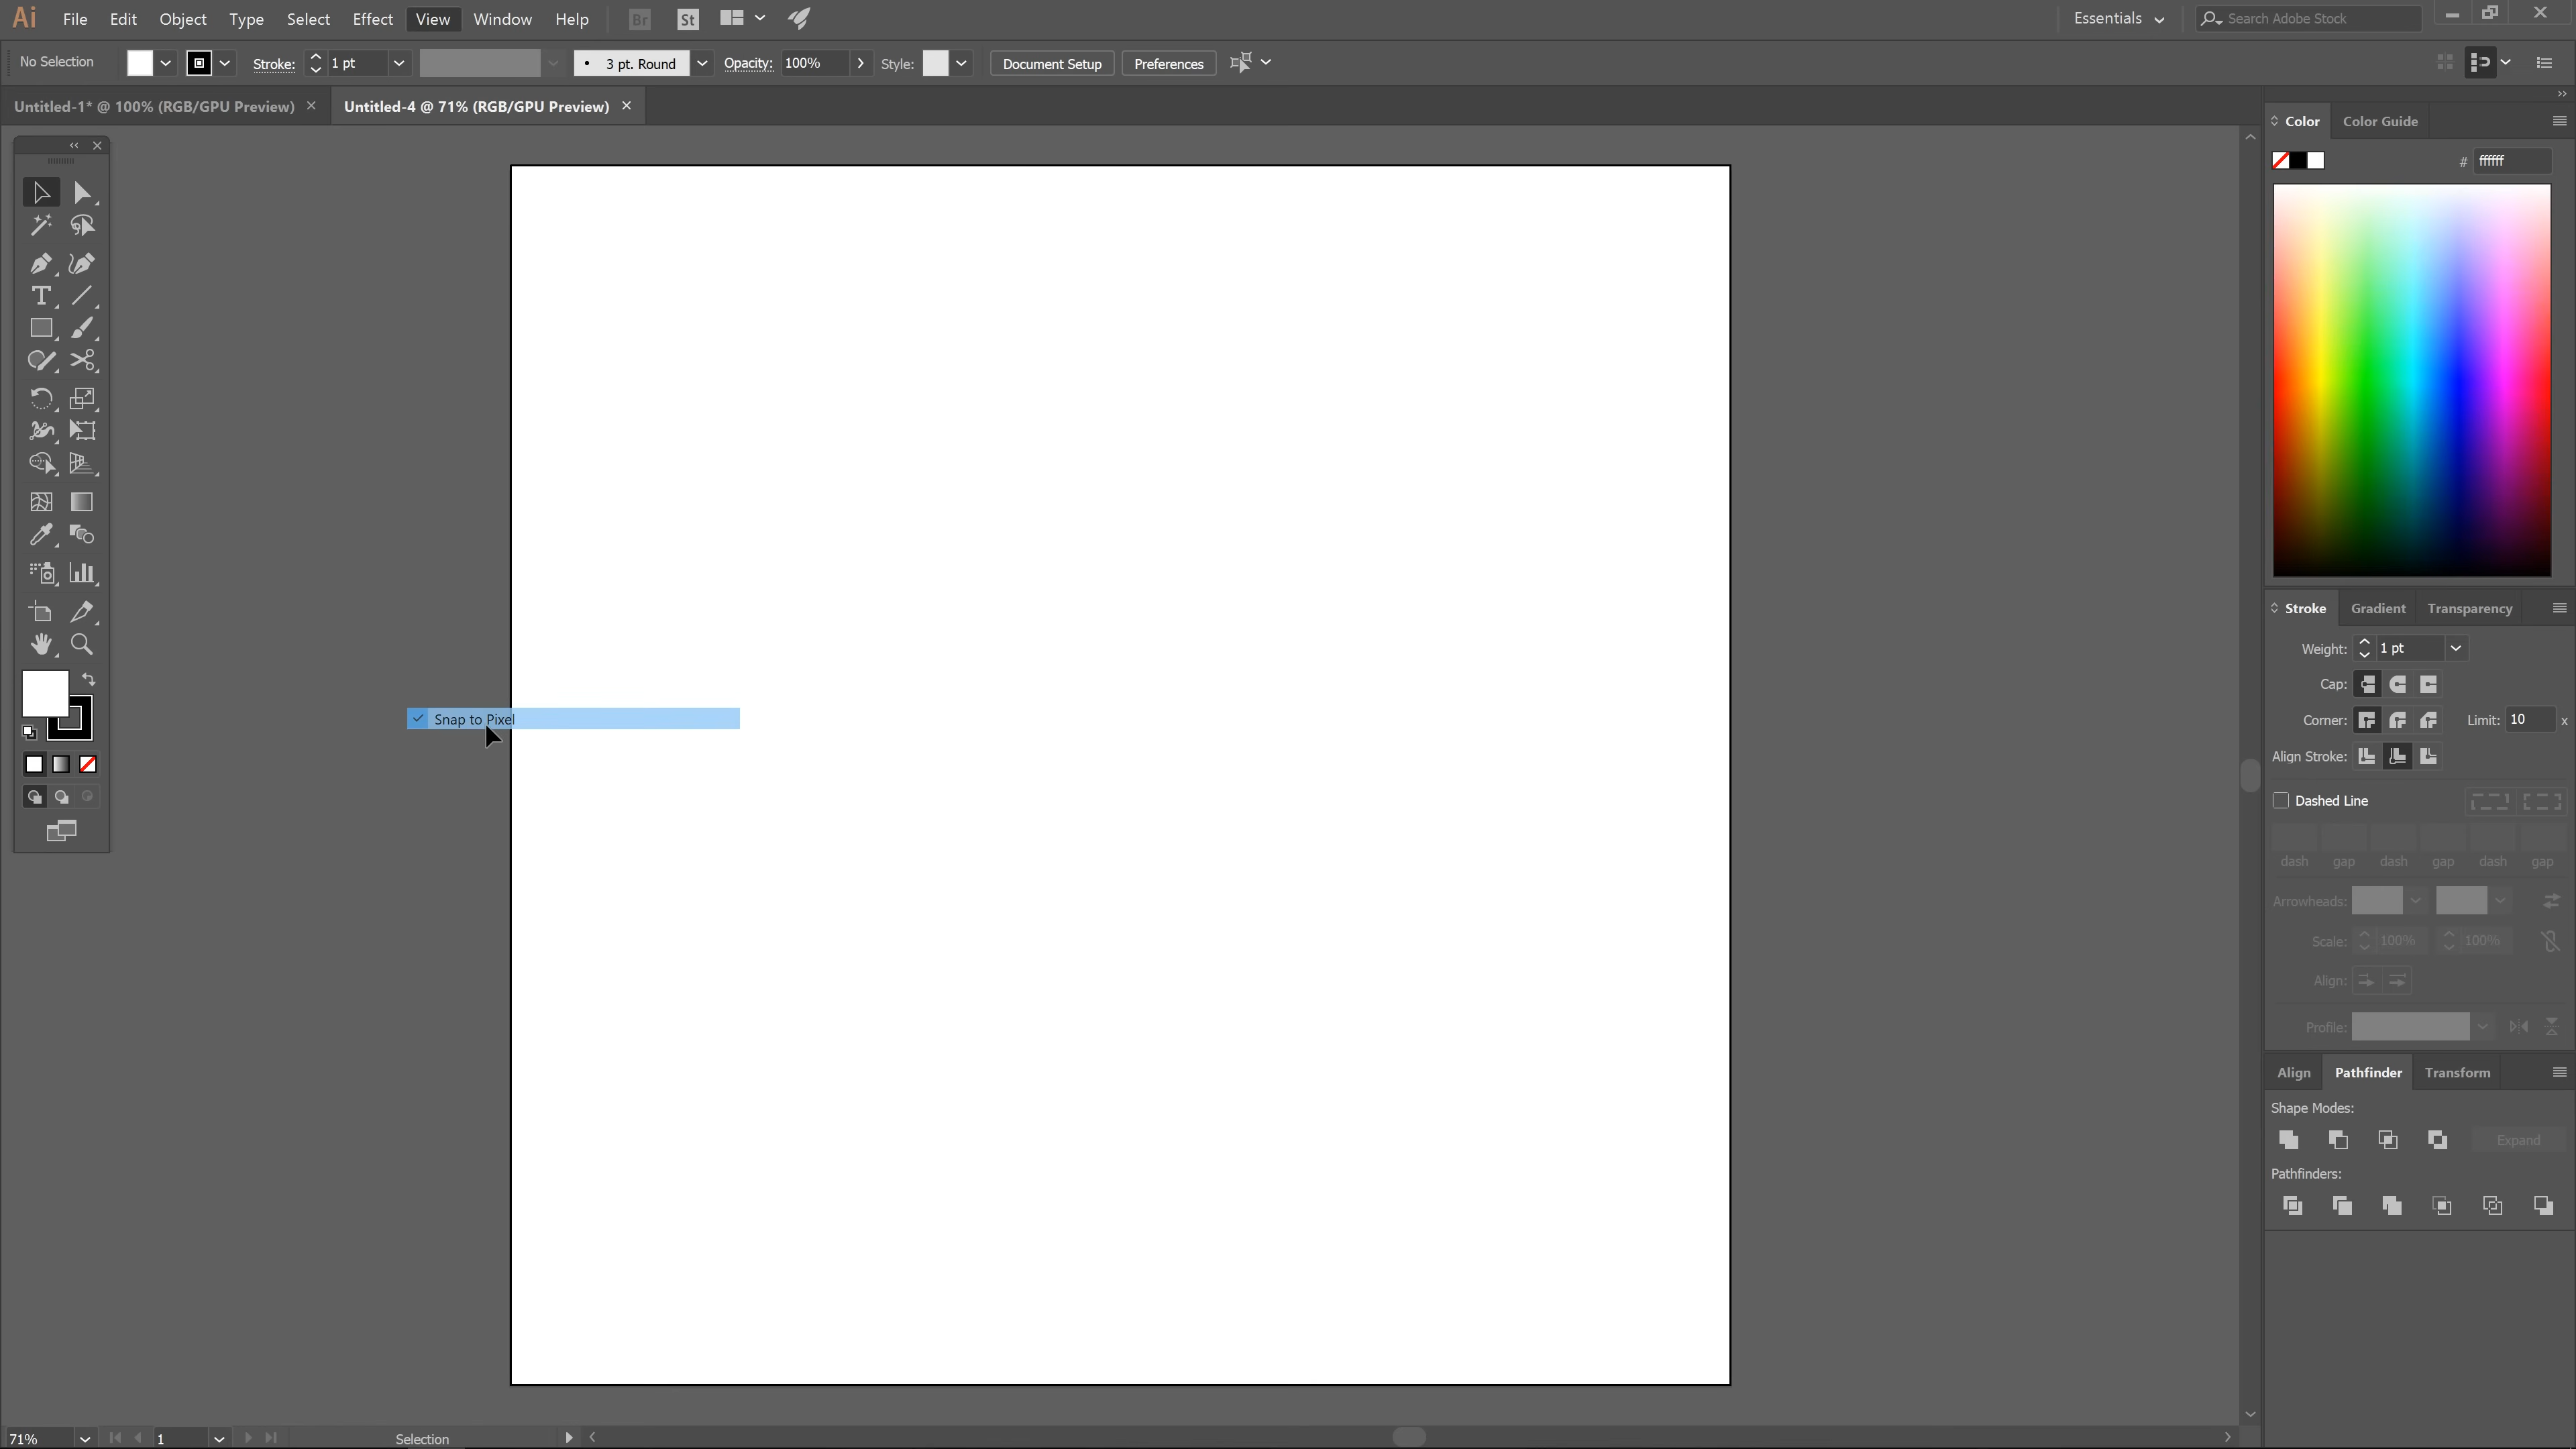 Ai File Edit Object Type Select Effect View Window Help Br St Essentials Search Adobe Stock
No Selection Stroke: 1 pt 3 pt. Round Opacity: 100% Style: Document Setup Preferences
Untitled-1* @ 100% (RGB/GPU Preview) Untitled-4 @ 71% (RGB/GPU Preview)
Color Color Guide
# ffffff
Stroke Gradient Transparency
Weight: 1 pt
Cap:
Corner: Limit: 10 x
Align Stroke:
Dashed Line
dash gap dash gap dash gap
Arrowheads:
Scale: 100% 100%
Align:
Profile:
Snap to Pixel
Align Pathfinder Transform
Shape Modes:
Expand
Pathfinders:
71% 1 Selection